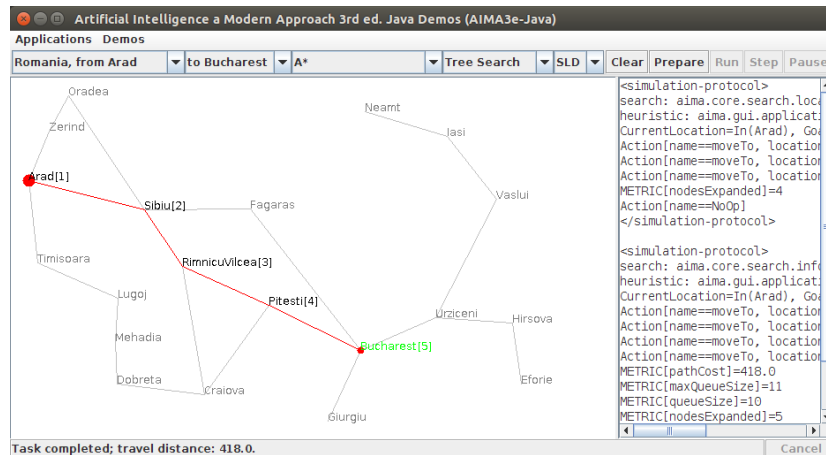 Artificial Intelligence a Modern Approach 3rd ed. Java Demos (AIMA3e-Java)
Applications Demos
Romania, from Arad to Bucharest A* Tree Search SLD Clear Prepare Run Step Pause
Oradea
Neamt
Zerind
Iasi
Arad[1]
Vaslui
Sibiu[2]
Fagaras
Timisoara
RimnicuVilcea[3]
Lugoj
Pitesti[4]
Urziceni
Hirsova
Mehadia
Bucharest[5]
Dobreta
Craiova
Eforie
Giurgiu
<simulation-protocol>
search: aima.core.search.loca
heuristic: aima.gui.applicati
CurrentLocation=In(Arad), Goa
Action[name==moveTo, location
Action[name==moveTo, location
Action[name==moveTo, location
METRIC[nodesExpanded]=4
Action[name==NoOp]
</simulation-protocol>
<simulation-protocol>
search: aima.core.search.info
heuristic: aima.gui.applicati
CurrentLocation=In(Arad), Goa
Action[name==moveTo, location
Action[name==moveTo, location
Action[name==moveTo, location
Action[name==moveTo, location
METRIC[pathCost]=418.0
METRIC[maxQueueSize]=11
METRIC[queueSize]=10
METRIC[nodesExpanded]=5
Task completed; travel distance: 418.0.
Cancel